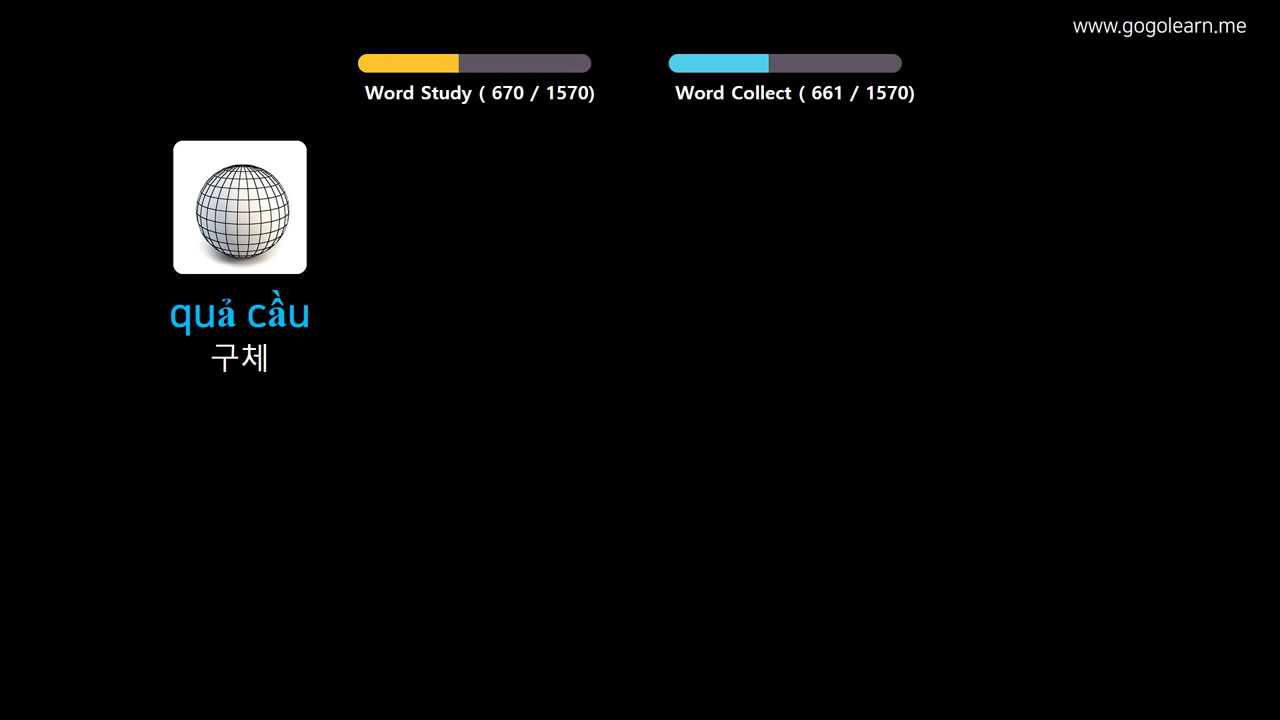 www.gogolearn.me
Word Study ( 670 / 1570)
Word Collect ( 661 / 1570)
quả cầu
구체